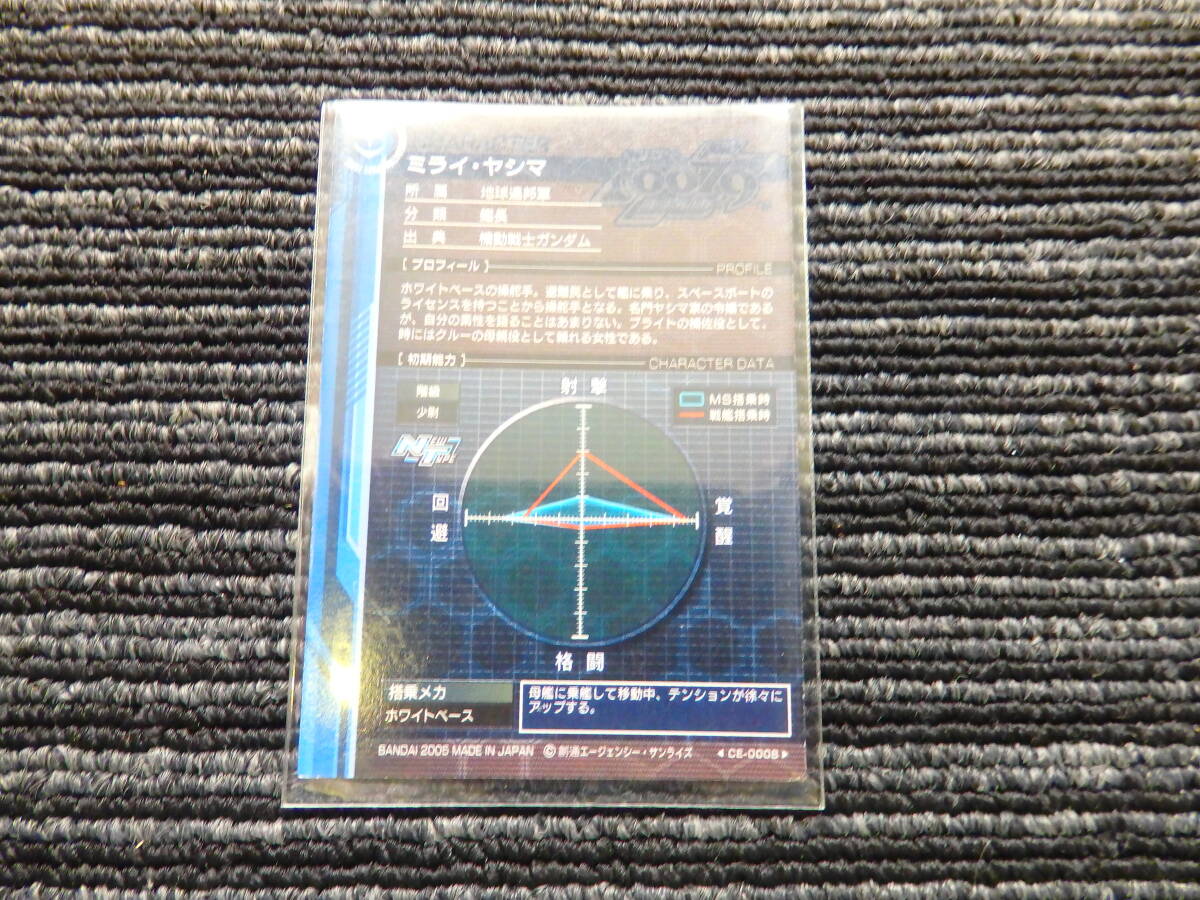 ミライ・ヤシマ
所 属 地球連邦軍
分 類 艦長
出 典 機動戦士ガンダム
0079
[ プロフィール ] PROFILE
ホワイトベースの操舵手。避難民として艦に乗り、スペースボートの
ライセンスを持つことから操舵手となる。名門ヤシマ家の令嬢である
が、自分の素性を語ることはあまりない。ブライトの補佐役として、
時にはクルーの母親役として頼れる女性である。
[ 初期能力 ] CHARACTER DATA
階級
少尉
NEW TYPE
射 撃
MS搭乗時
戦艦搭乗時
回避
覚醒
格 闘
搭乗メカ
ホワイトベース
母艦に乗艦して移動中、テンションが徐々に
アップする。
BANDAI 2005 MADE IN JAPAN ©創通エージェンシー・サンライズ
CE-0008